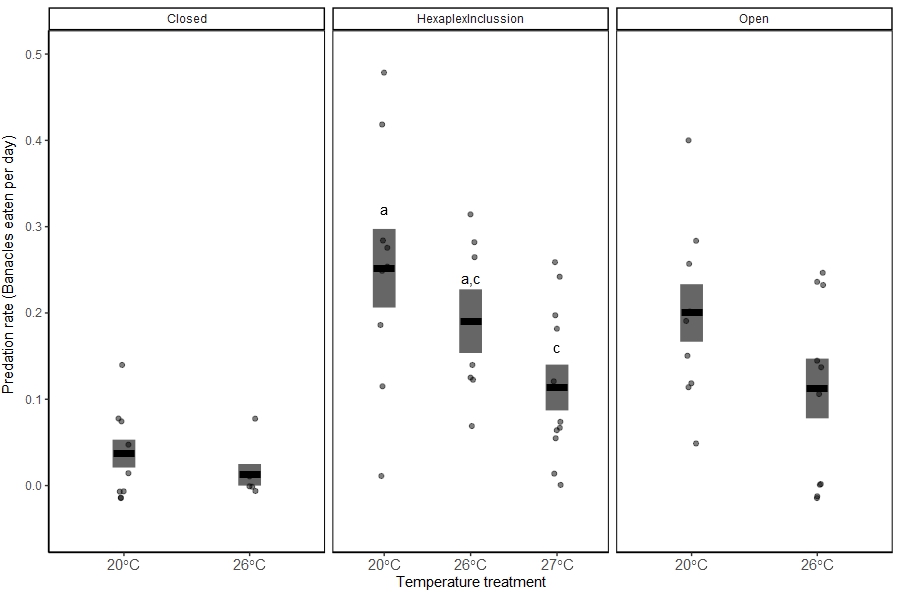 Closed HexaplexInclussion Open
Predation rate (Banacles eaten per day)
0.5
0.4
0.3
0.2
0.1
0.0
a
a,c
c
20°C 26°C 20°C 26°C 27°C 20°C 26°C
Temperature treatment